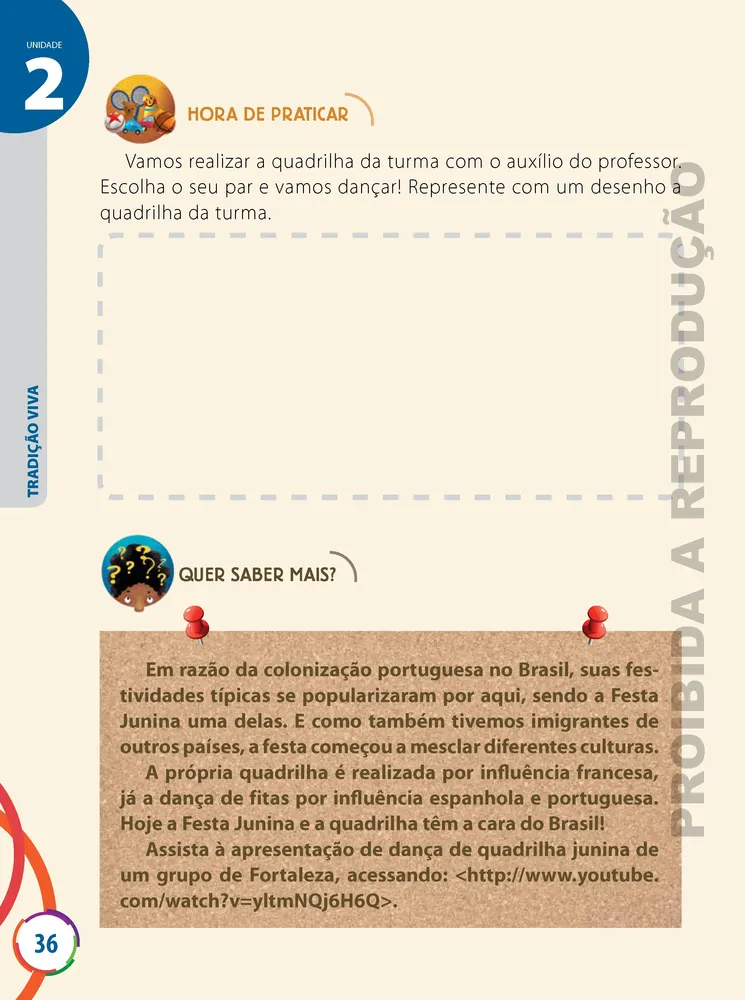 UNIDADE
2
HORA DE PRATICAR
Vamos realizar a quadrilha da turma com o auxílio do professor.
Escolha o seu par e vamos dançar! Represente com um desenho a
quadrilha da turma.
TRADIÇÃO VIVA
QUER SABER MAIS?
Em razão da colonização portuguesa no Brasil, suas fes-
tividades típicas se popularizaram por aqui, sendo a Festa
Junina uma delas. E como também tivemos imigrantes de
outros países, a festa começou a mesclar diferentes culturas.
A própria quadrilha é realizada por influência francesa,
já a dança de fitas por influência espanhola e portuguesa.
Hoje a Festa Junina e a quadrilha têm a cara do Brasil!
Assista à apresentação de dança de quadrilha junina de
um grupo de Fortaleza, acessando: <http://www.youtube.
com/watch?v=yltmNQj6H6Q>.
36
PROIBIDA A REPRODUÇÃO